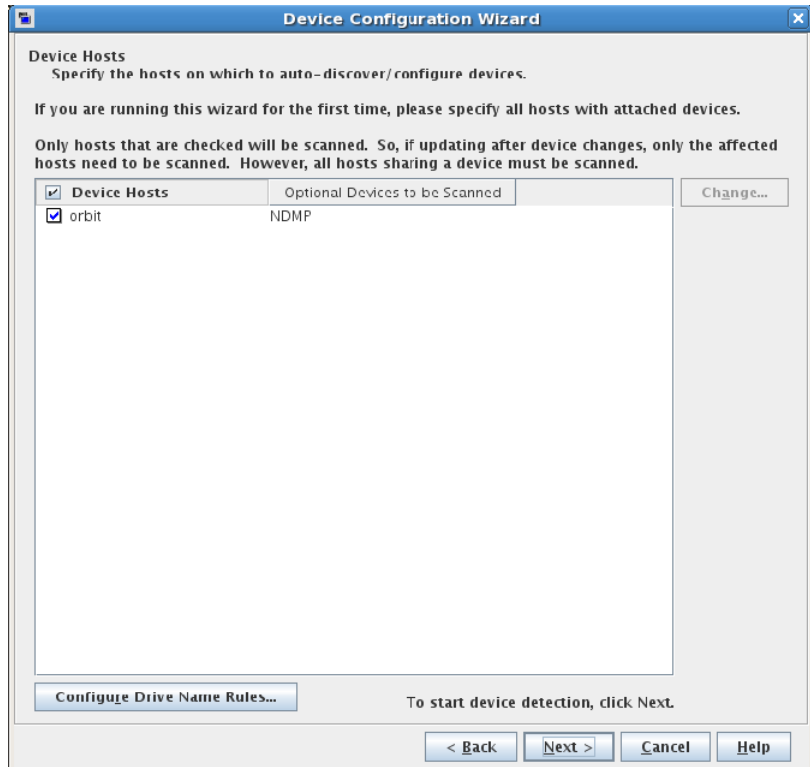 Device Configuration Wizard
Device Hosts
Specify the hosts on which to auto-discover/configure devices.
If you are running this wizard for the first time, please specify all hosts with attached devices.
Only hosts that are checked will be scanned.  So, if updating after device changes, only the affected
hosts need to be scanned.  However, all hosts sharing a device must be scanned.
Device Hosts Optional Devices to be Scanned Change...
orbit NDMP
Configure Drive Name Rules... To start device detection, click Next.
< Back Next > Cancel Help